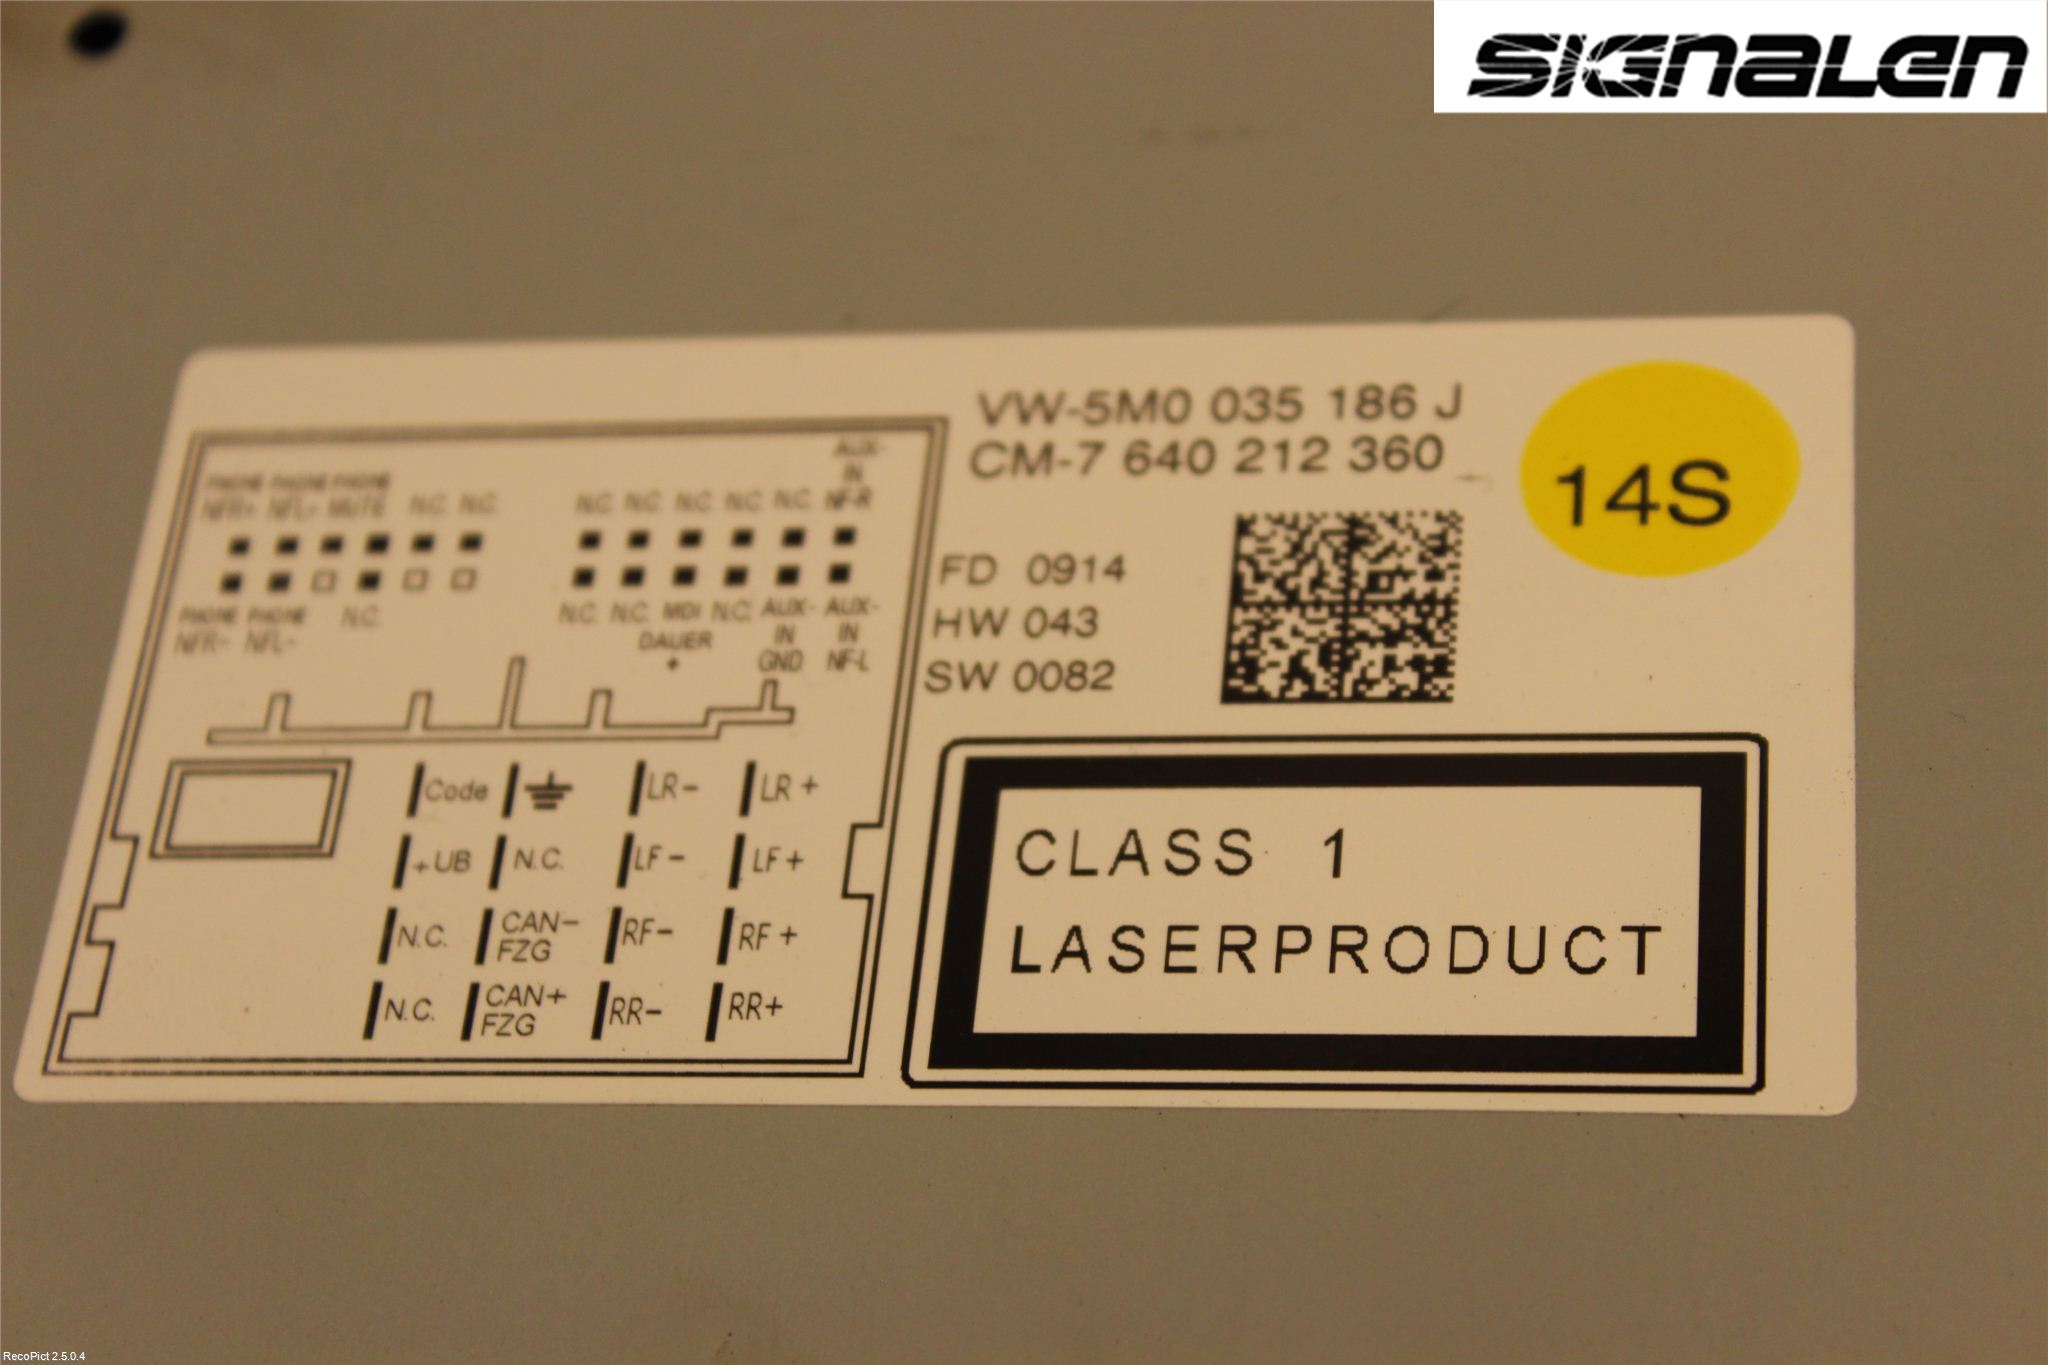 SIGNALEN
VW-5M0 035 186 J
CM-7 640 212 360
14S
FD 0914
HW 043
SW 0082
CLASS 1
LASERPRODUCT
AUX-
IN
PHONE PHONE PHONE
NFR+ NFL+ MUTE N.C. N.C. N.C. N.C. N.C. N.C. N.C. NF-R
PHONE PHONE N.C. N.C. N.C. MDI N.C. AUX- AUX-
NFR- NFL- DAUER IN IN
+ GND NF-L
Code LR- LR +
+UB N.C. LF- LF+
N.C. CAN- FZG RF- RF +
N.C. CAN+ FZG RR- RR+
RecoPict 2.5.0.4